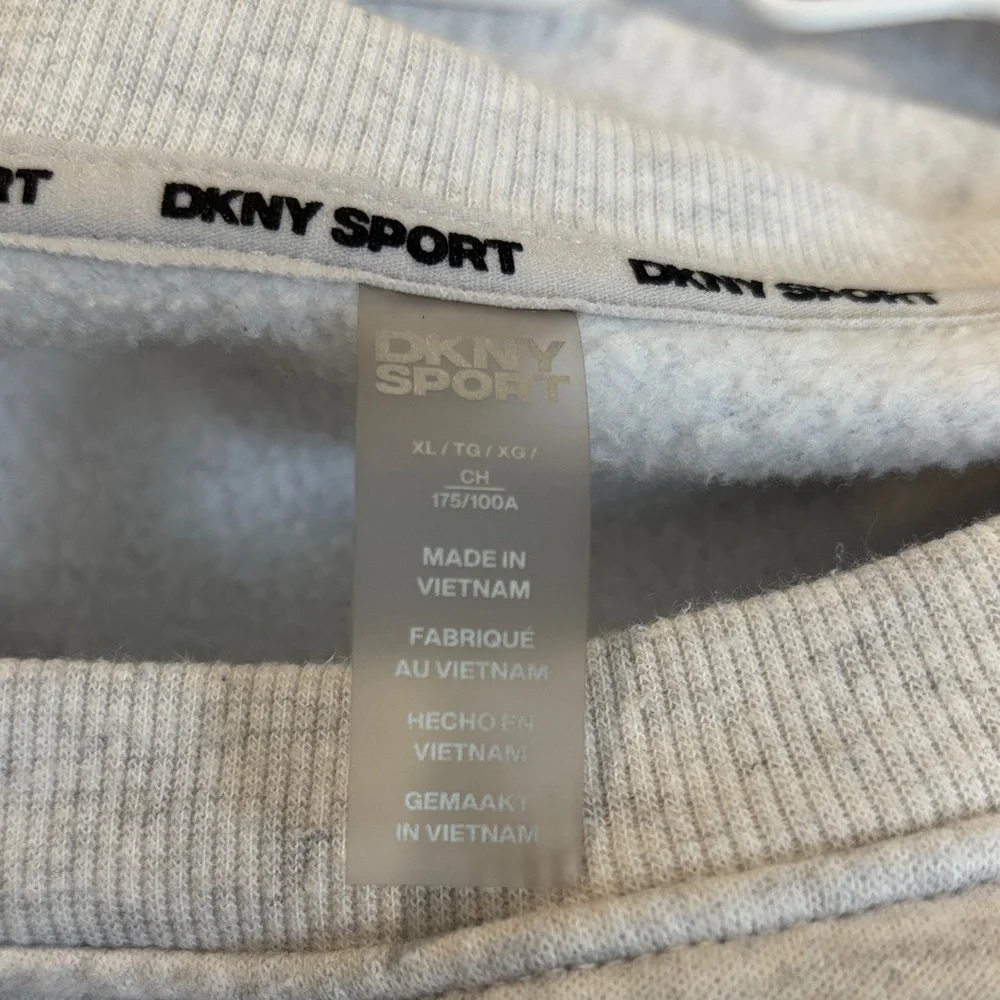 RT
DKNY SPORT
DKNY SPORT
DKNY
SPORT
XL / TG / XG /
CH
175/100A
MADE IN
VIETNAM
FABRIQUÉ
AU VIETNAM
HECHO EN
VIETNAM
GEMAAKT
IN VIETNAM